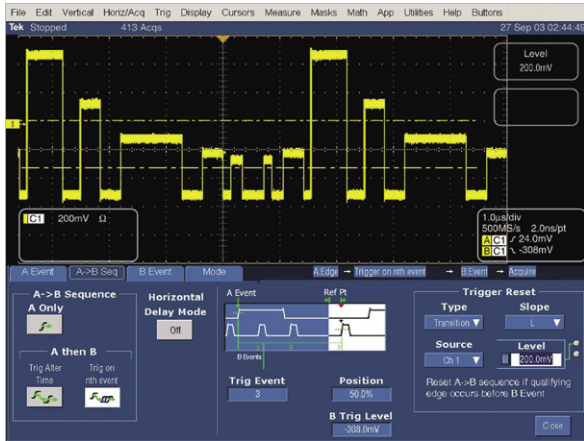 File Edit Vertical Horiz/Acq Trig Display Cursors Measure Masks Math App Utilities Help Buttons
Tek Stopped 413 Acqs 27 Sep 03 02:44:49
Level
200.0mV
1
C1 200mV Ω
1.0µs/div
500MS/s 2.0ns/pt
A C1 24.0mV
B C1 -308mV
A Event A->B Seq B Event Mode A:Edge → Trigger on nth event → B:Event → Acquire
A->B Sequence
A Only
A then B
Trig After Time
Trig on nth event
Horizontal
Delay Mode
Off
A Event Ref Pt
1 2 3
B Events
Trig Event
3
Position
50.0%
B Trig Level
-308.0mV
Trigger Reset
Type Slope
Transition
Source Level
Ch 1 200.0mV
Reset A->B sequence if qualifying
edge occurs before B Event
Close